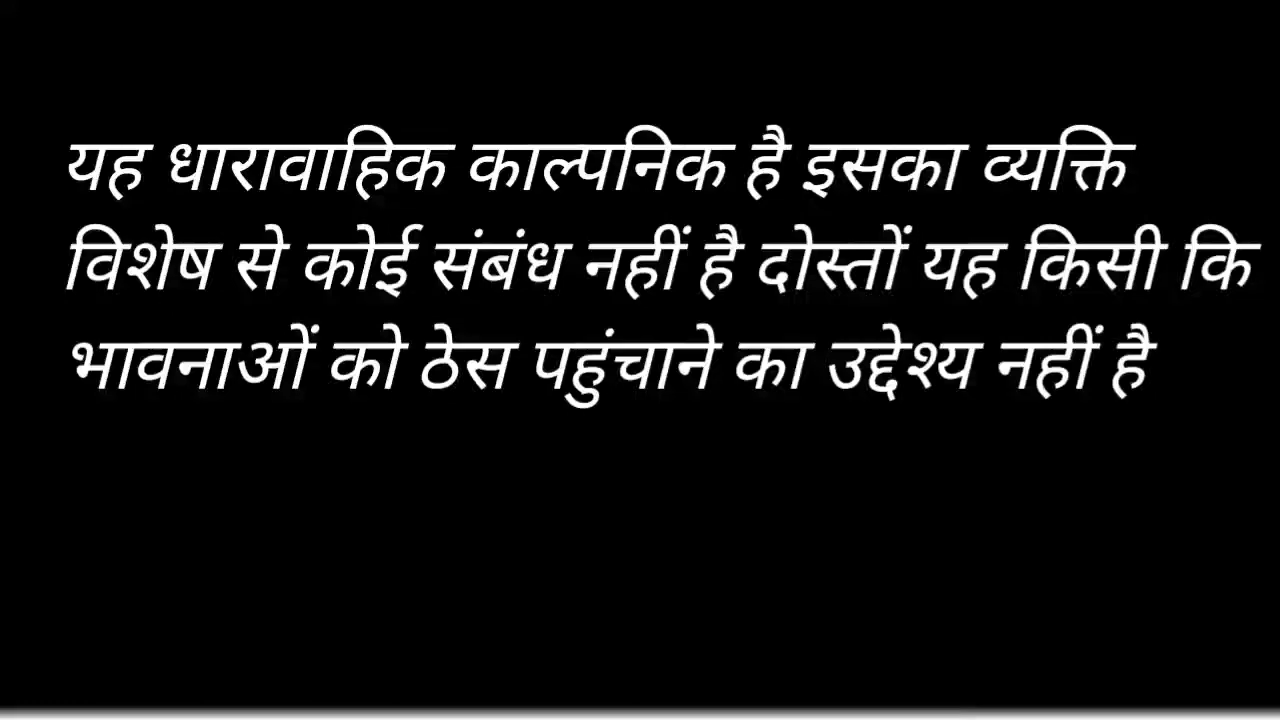 यह धारावाहिक काल्पनिक है इसका व्यक्ति
विशेष से कोई संबंध नहीं है दोस्तों यह किसी कि
भावनाओं को ठेस पहुंचाने का उद्देश्य नहीं है